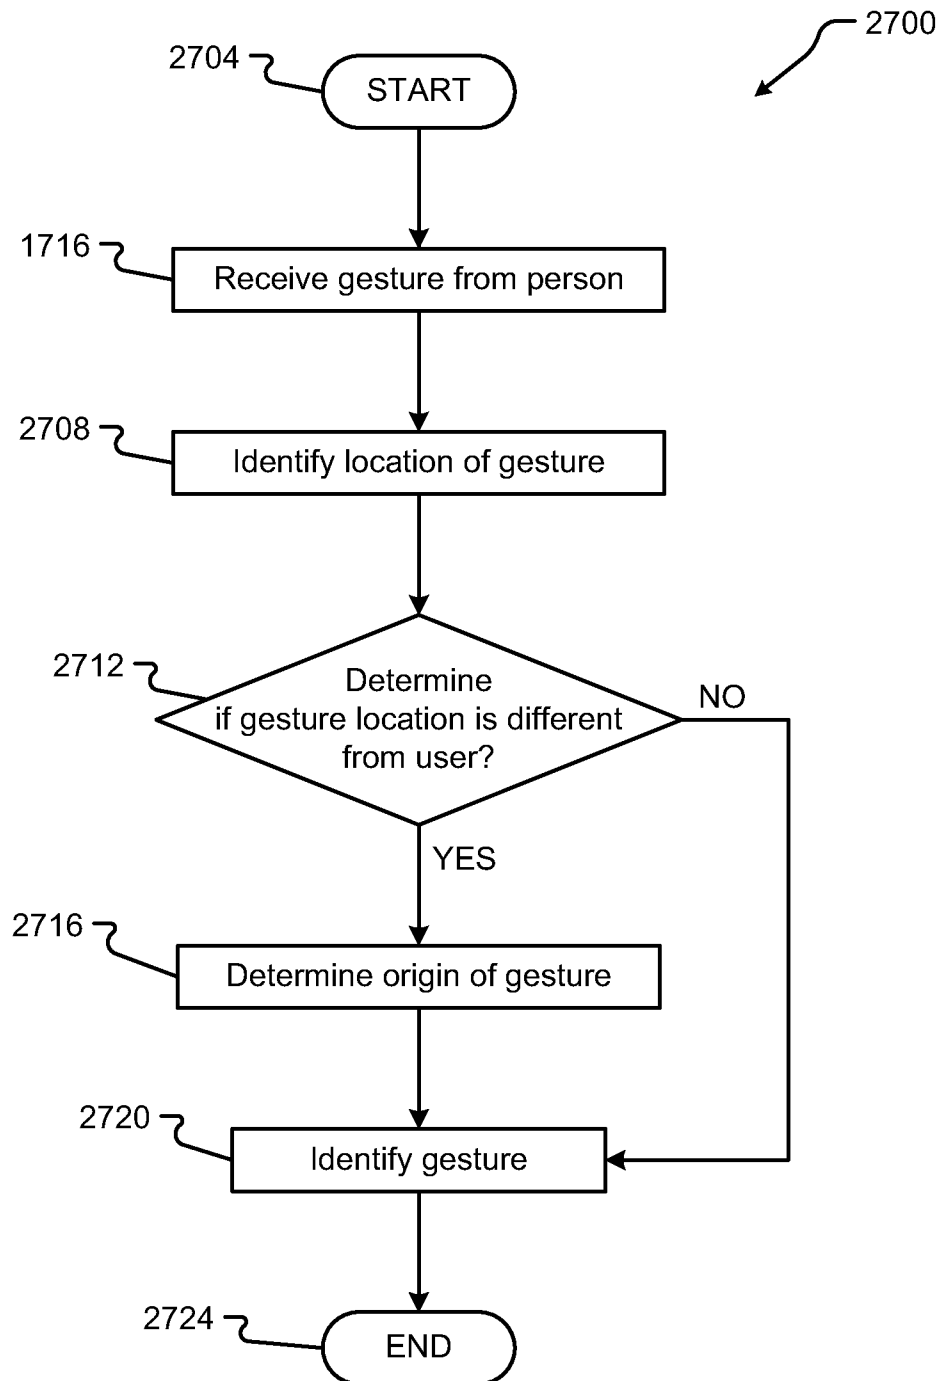 2700
2704
START
1716
Receive gesture from person
2708
Identify location of gesture
2712
Determine
if gesture location is different
from user?
NO
YES
2716
Determine origin of gesture
2720
Identify gesture
2724
END